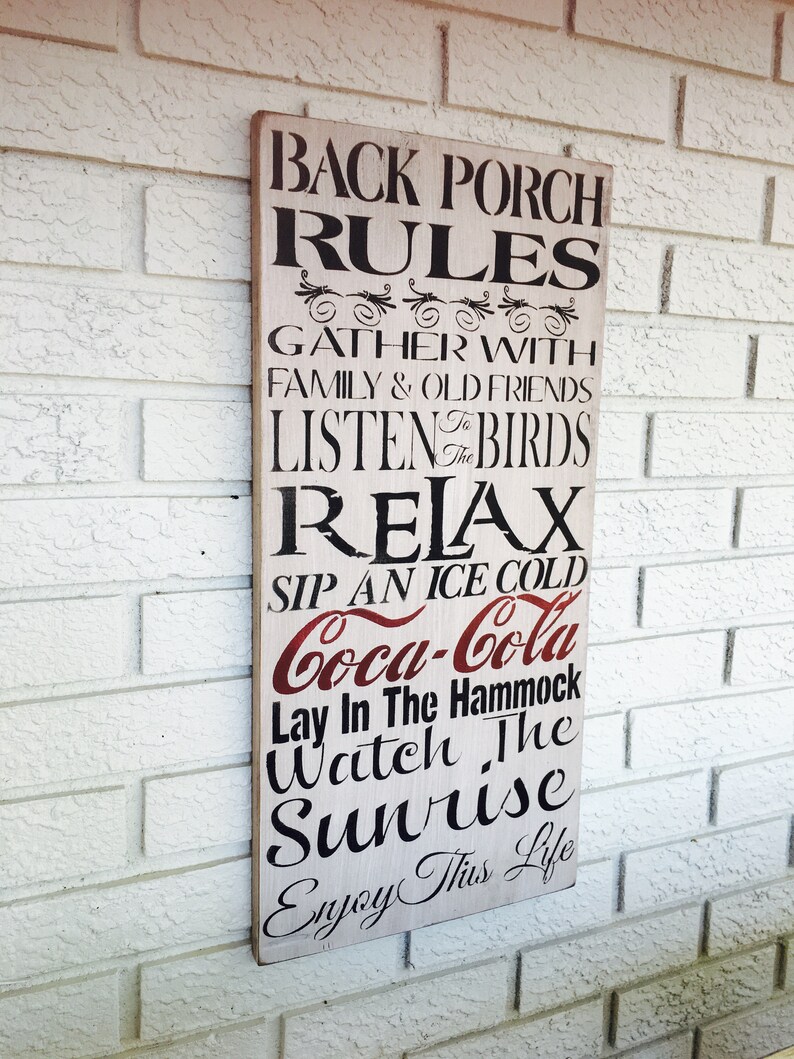 BACK PORCH
RULES
GATHER WITH
FAMILY & OLD FRIENDS
LISTEN To The BIRDS
RELAX
SIP AN ICE COLD
Coca-Cola
Lay In The Hammock
Watch The
Sunrise
Enjoy This Life